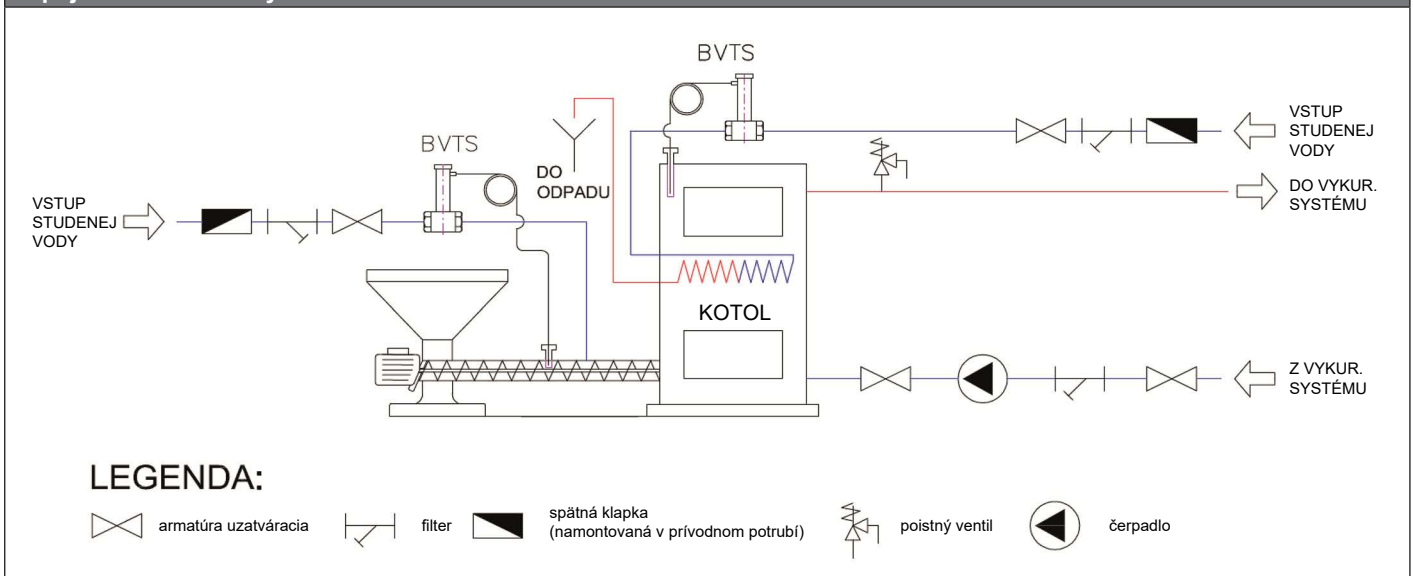 BVTS
VSTUP
STUDENEJ
VODY
BVTS
DO
ODPADU
VSTUP
STUDENEJ
VODY
DO VYKUR.
SYSTÉMU
KOTOL
Z VYKUR.
SYSTÉMU
LEGENDA:
armatúra uzatváracia
filter
spätná klapka
(namontovaná v prívodnom potrubí)
poistný ventil
čerpadlo